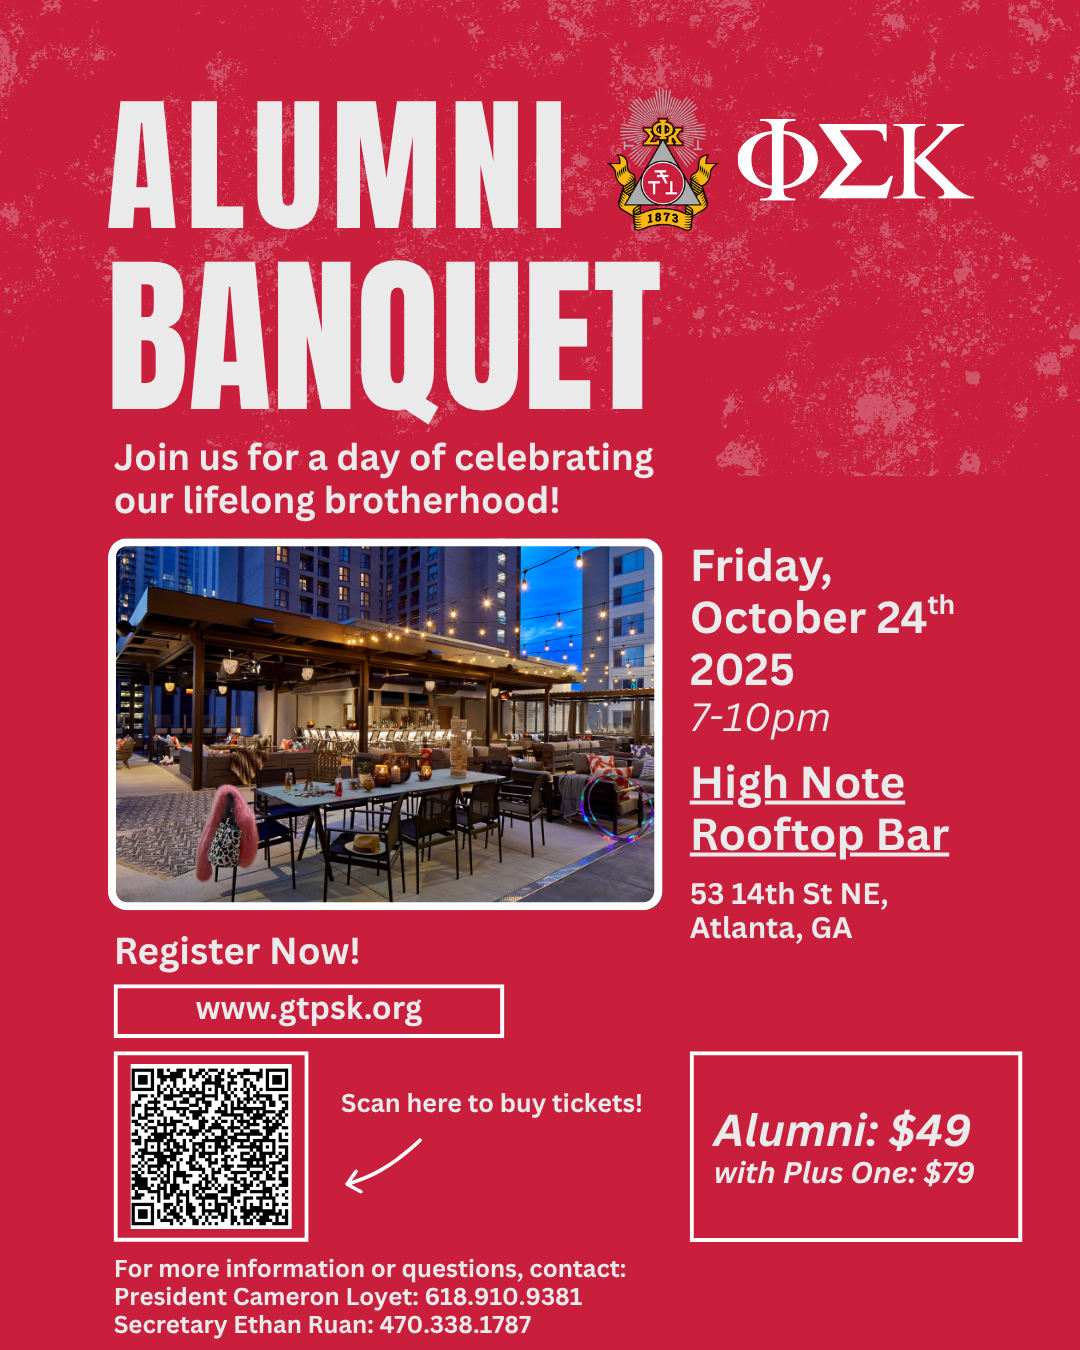 ALUMNI
ΦΣΚ
ΦΣΚ
1873
BANQUET
Join us for a day of celebrating
our lifelong brotherhood!
Friday,
October 24th
2025
7-10pm
High Note
Rooftop Bar
53 14th St NE,
Atlanta, GA
Register Now!
www.gtpsk.org
Scan here to buy tickets!
Alumni: $49
with Plus One: $79
For more information or questions, contact:
President Cameron Loyet: 618.910.9381
Secretary Ethan Ruan: 470.338.1787